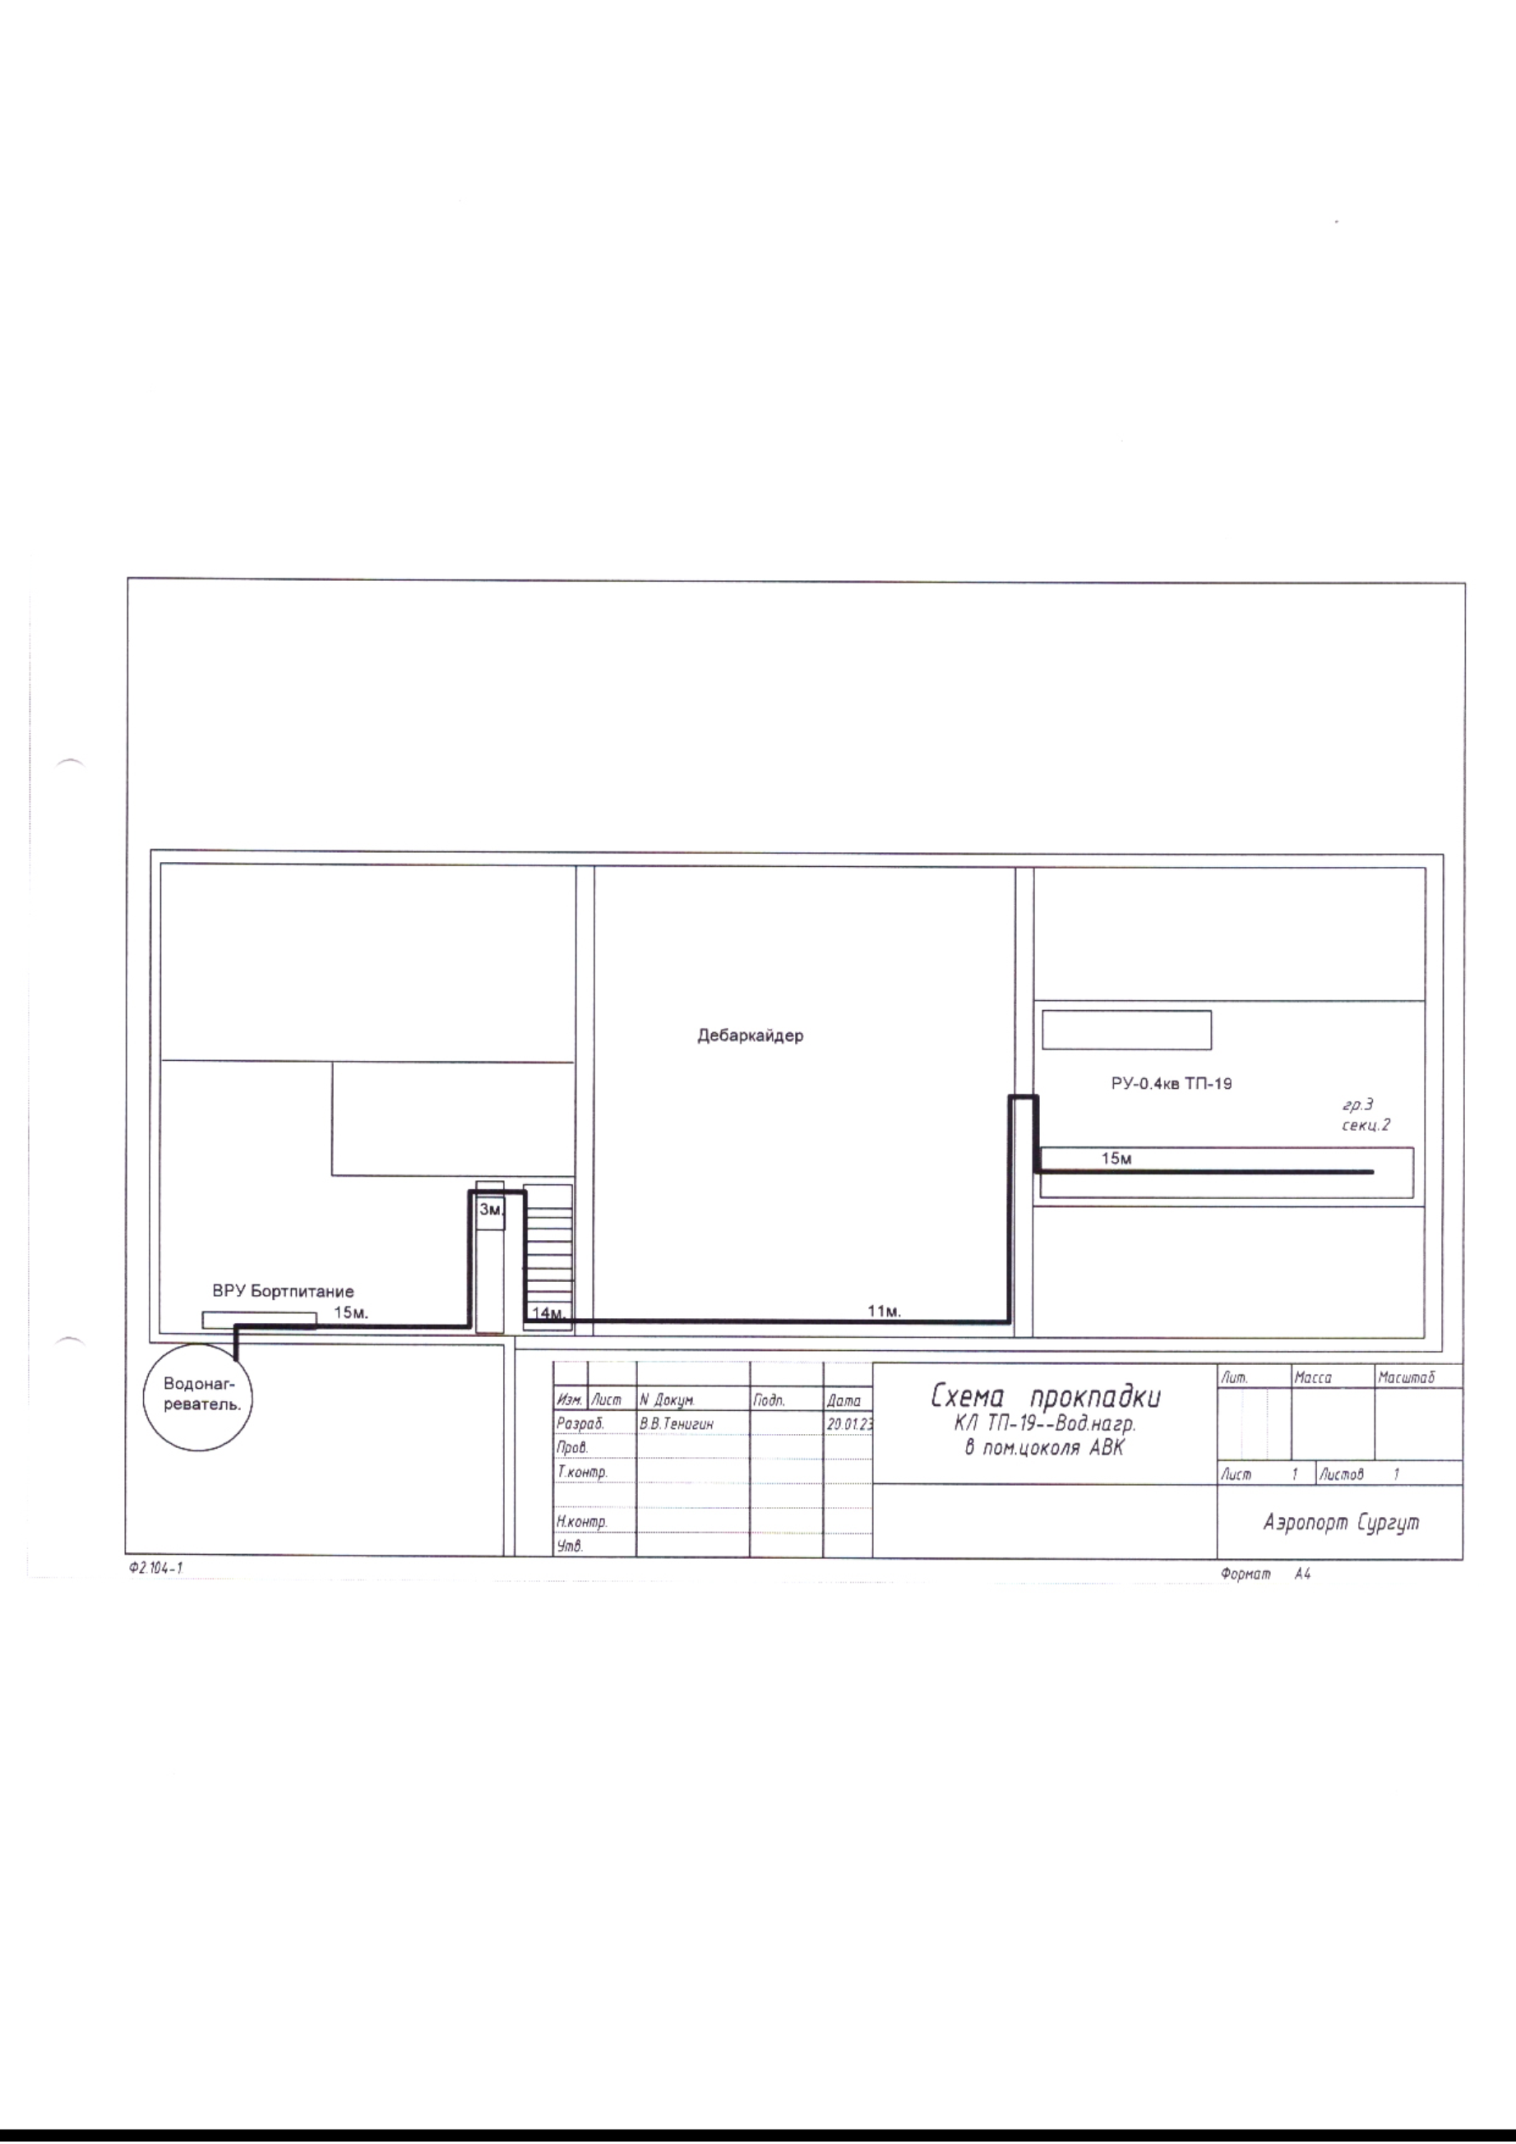 Дебаркайдер
РУ-0.4кв ТП-19
гр.3
секц.2
15м
3м.
ВРУ Бортпитание
15м.
14м.
11м.
Водонаг-
реватель.
Изм. Лист N Докум. Подп. Дата
Разраб. В.В.Тенигин 20.01.23
Пров.
Т.контр.
Н.контр.
Утв.
Схема прокладки
КЛ ТП-19--Вод.нагр.
в пом.цоколя АВК
Лит. Масса Масштаб
Лист 1 Листов 1
Аэропорт Сургут
Ф2.104-1
Формат А4